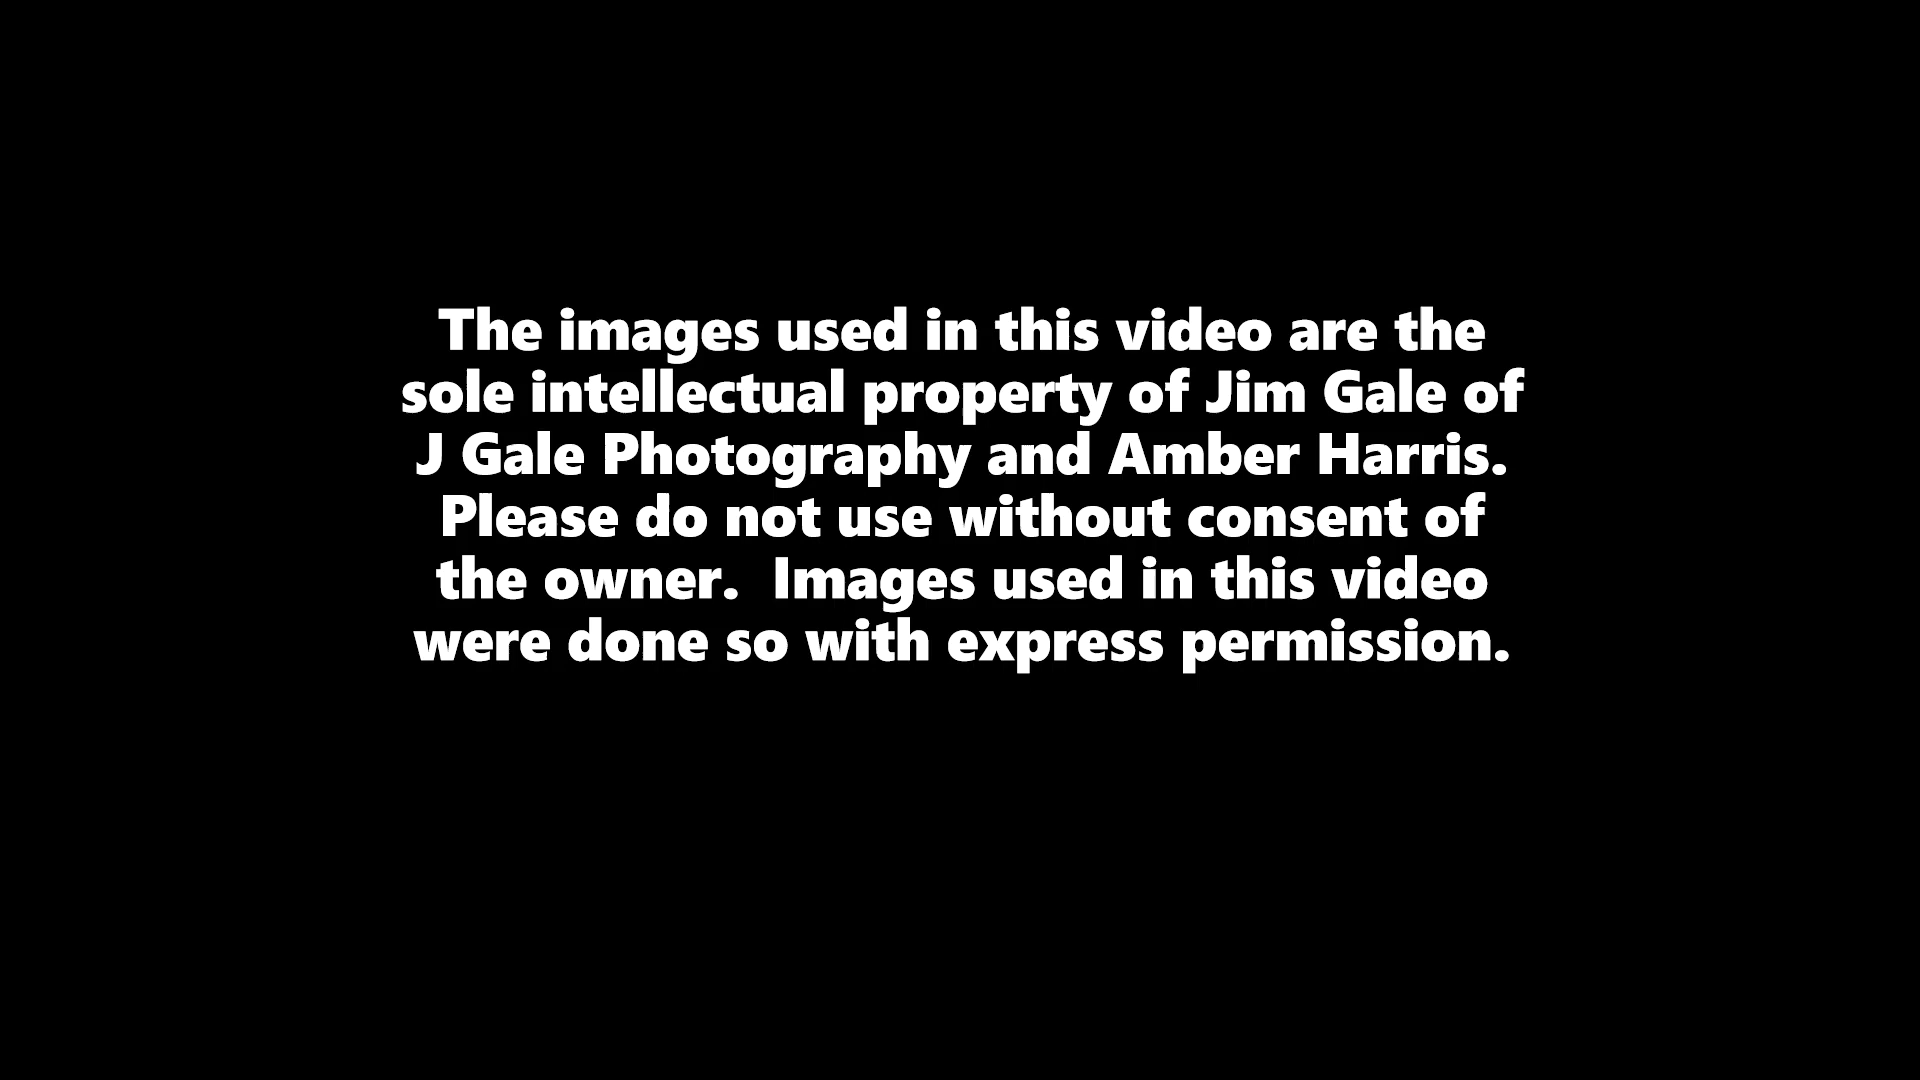 The images used in this video are the
sole intellectual property of Jim Gale of
J Gale Photography and Amber Harris.
Please do not use without consent of
the owner.  Images used in this video
were done so with express permission.